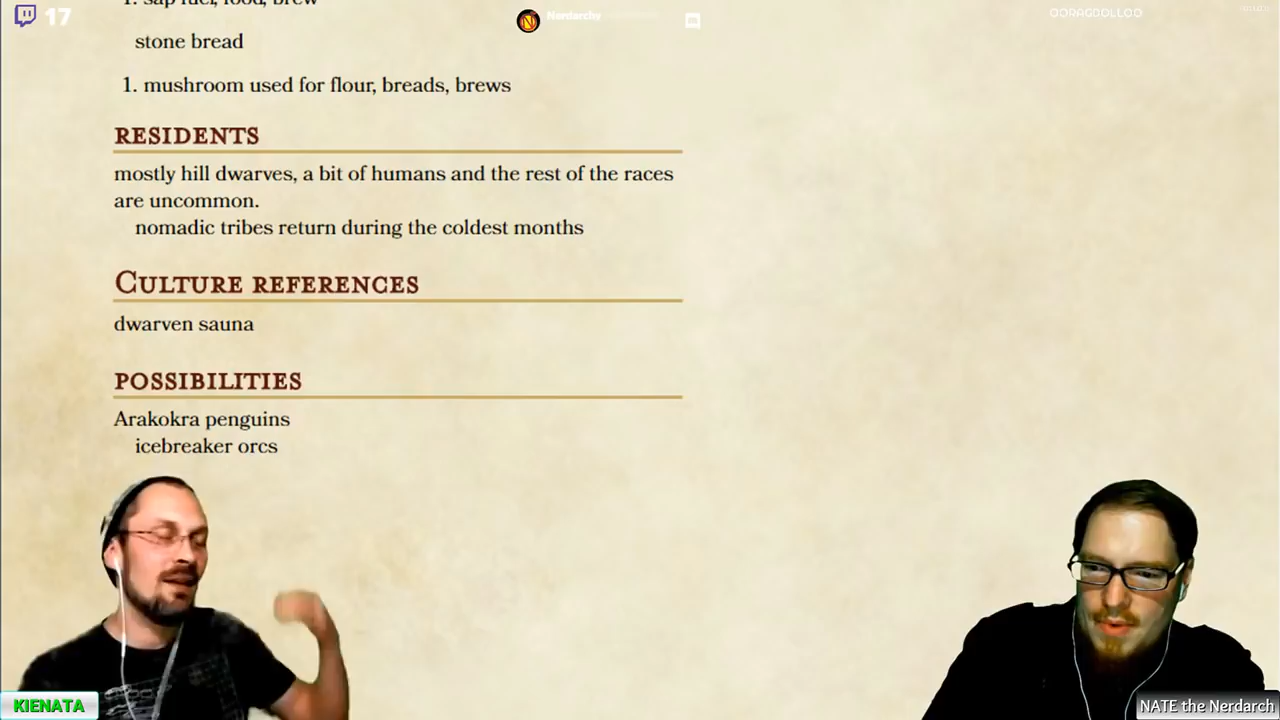 1. sap fuel, food, brew
17
Nerdarchy
OORAGDOLLOO
stone bread
1. mushroom used for flour, breads, brews
RESIDENTS
mostly hill dwarves, a bit of humans and the rest of the races
are uncommon.
nomadic tribes return during the coldest months
CULTURE REFERENCES
dwarven sauna
POSSIBILITIES
Arakokra penguins
icebreaker orcs
KIENATA
NATE the Nerdarch